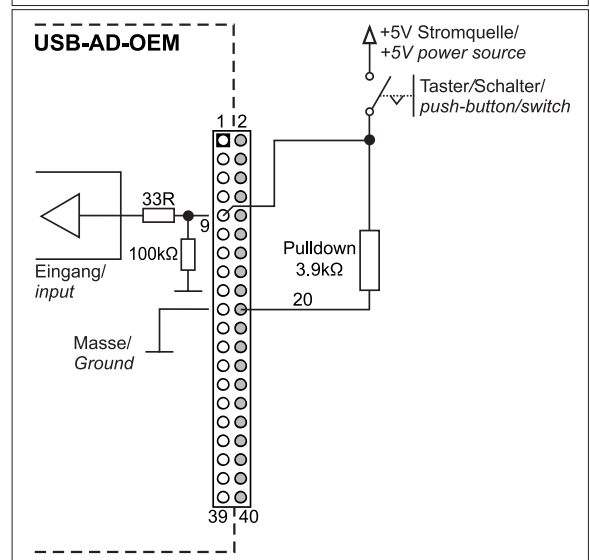 USB-AD-OEM
+5V Stromquelle/
+5V power source
Taster/Schalter/
push-button/switch
1 2
33R
9
100kΩ
Eingang/
input
Pulldown
3.9kΩ
20
Masse/
Ground
39 40